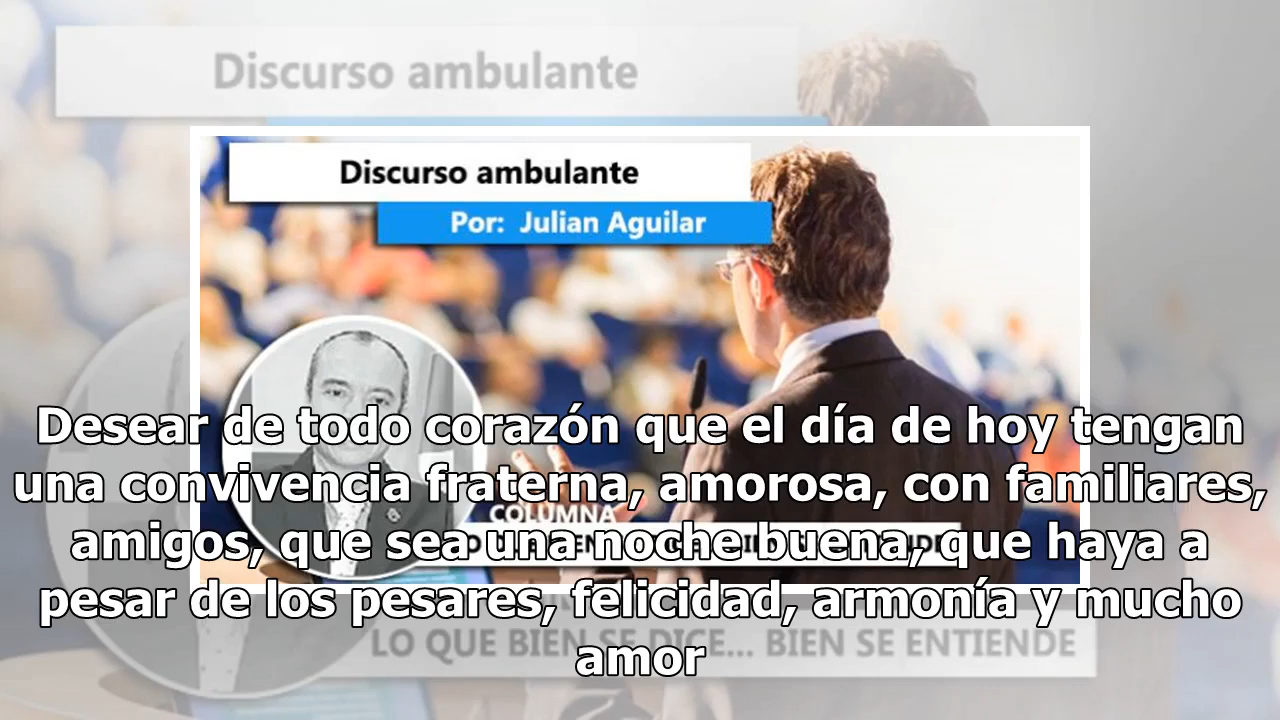 Discurso ambulante
Discurso ambulante
Por: Julian Aguilar
Desear de todo corazón que el día de hoy tengan
una convivencia fraterna, amorosa, con familiares,
COLUMNA
amigos, que sea una noche buena, que haya a
pesar de los pesares, felicidad, armonía y mucho
LO QUE BIEN SE DICE... BIEN SE ENTIENDE
amor